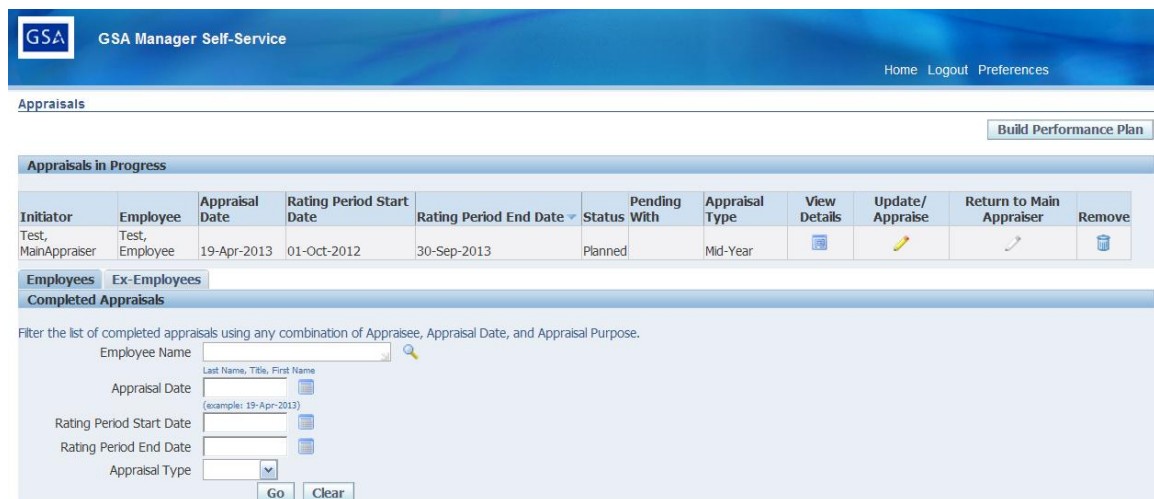 GSA
GSA Manager Self-Service
Home Logout Preferences
Appraisals
Build Performance Plan
Appraisals in Progress
Initiator Employee Appraisal Date Rating Period Start Date Rating Period End Date Status Pending With Appraisal Type View Details Update/ Appraise Return to Main Appraiser Remove
Test, MainAppraiser Test, Employee 19-Apr-2013 01-Oct-2012 30-Sep-2013 Planned Mid-Year
Employees Ex-Employees
Completed Appraisals
Filter the list of completed appraisals using any combination of Appraisee, Appraisal Date, and Appraisal Purpose.
Employee Name
Last Name, Title, First Name
Appraisal Date
(example: 19-Apr-2013)
Rating Period Start Date
Rating Period End Date
Appraisal Type
Go Clear